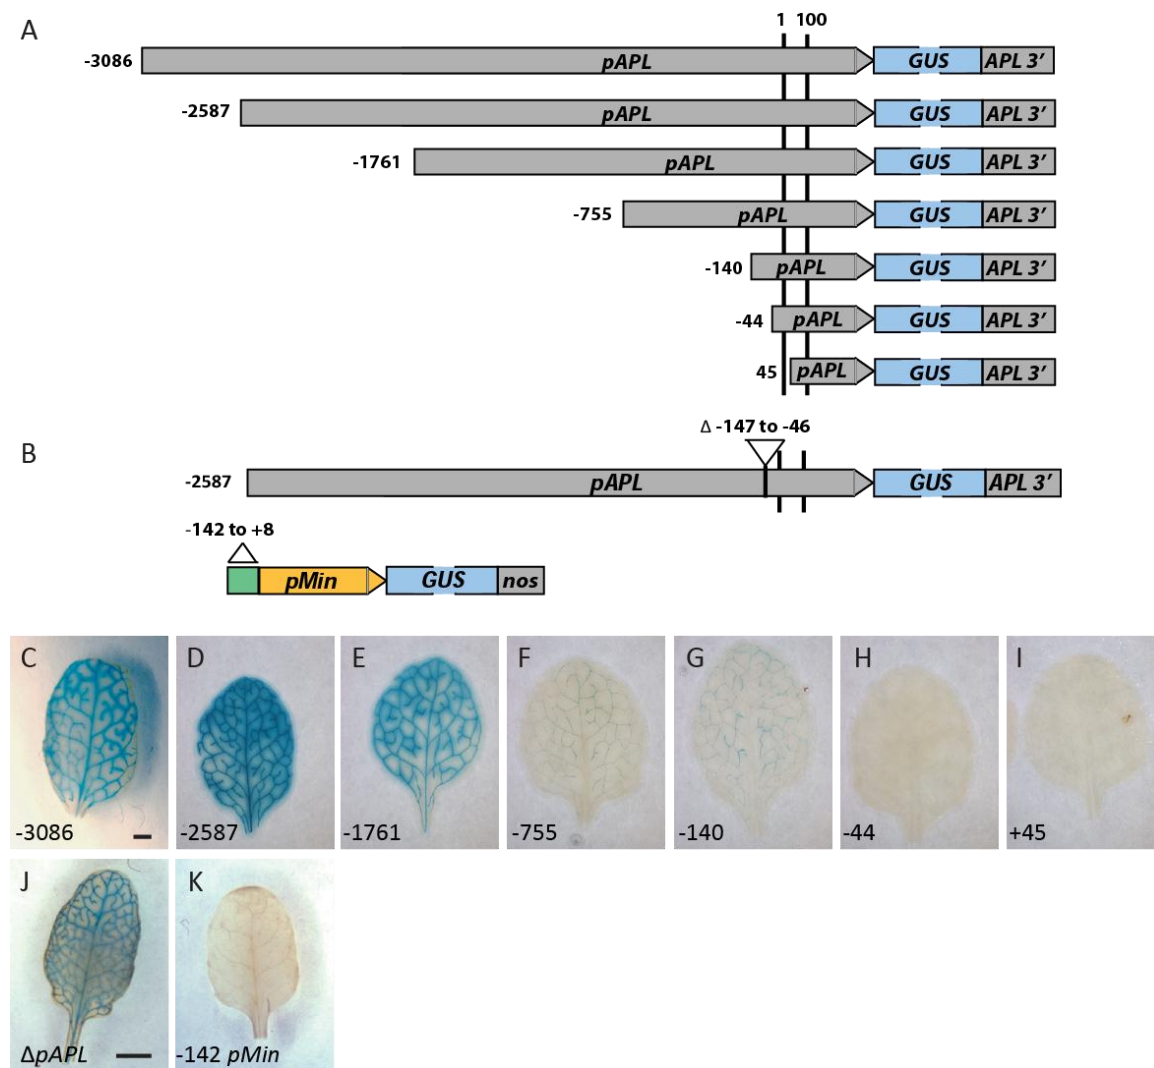 A
1 100
-3086 pAPL GUS APL 3′
-2587 pAPL GUS APL 3′
-1761 pAPL GUS APL 3′
-755 pAPL GUS APL 3′
-140 pAPL GUS APL 3′
-44 pAPL GUS APL 3′
45 pAPL GUS APL 3′
B
Δ -147 to -46
-2587 pAPL GUS APL 3′
-142 to +8
pMin GUS nos
C D E F G H I
-3086 -2587 -1761 -755 -140 -44 +45
J K
ΔpAPL -142 pMin